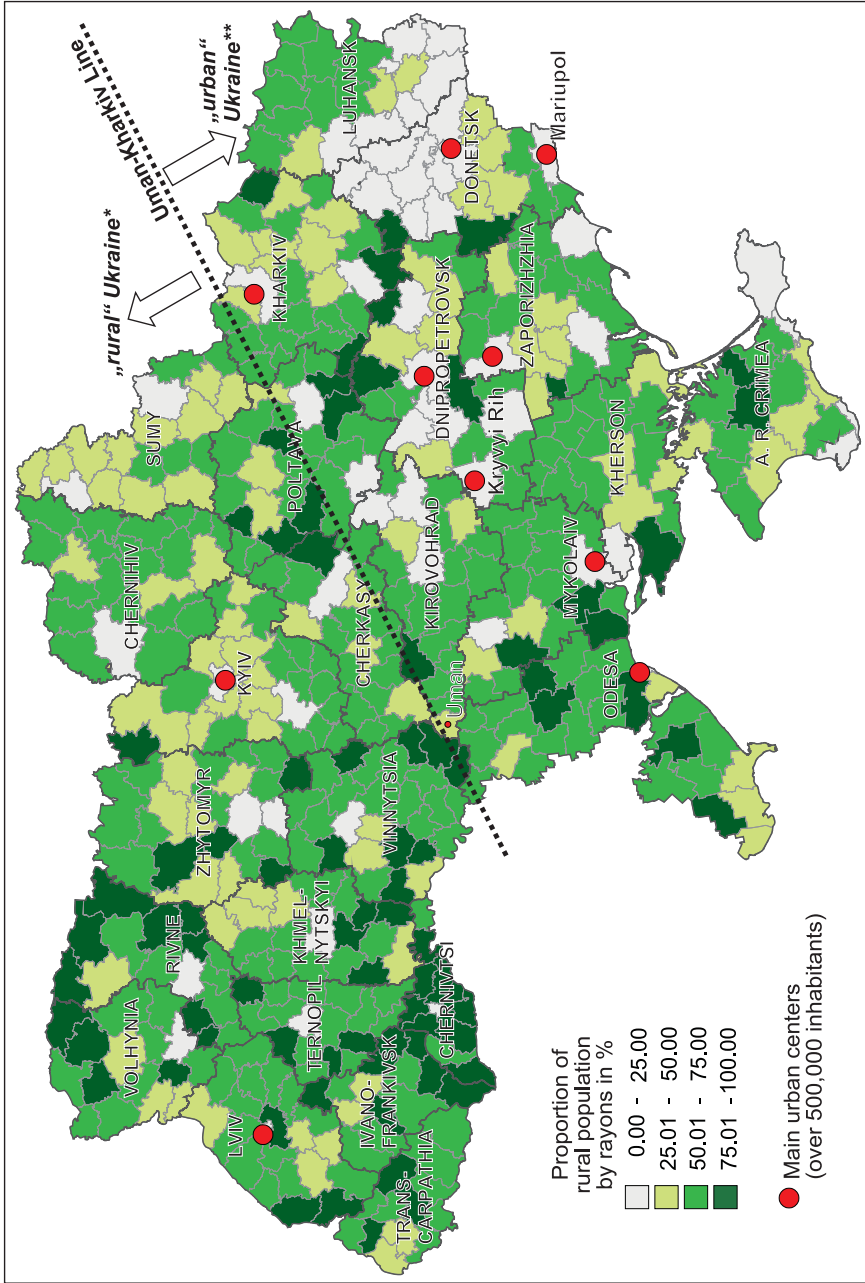 „rural“ Ukraine*
Uman-Kharkiv Line
„urban“
Ukraine**
VOLHYNIA
RIVNE
ZHYTOMYR
KYIV
CHERNIHIV
SUMY
LVIV
TERNOPIL
KHMEL-
NYTSKYI
VINNYTSIA
CHERKASY
POLTAVA
KHARKIV
LUHANSK
TRANS-
CARPATHIA
IVANO-
FRANKIVSK
CHERNIVTSI
Uman
KIROVOHRAD
DNIPROPETROVSK
DONETSK
Kryvyi Rih
ZAPORIZHZHIA
Mariupol
ODESA
MYKOLAIV
KHERSON
A. R. CRIMEA
Proportion of
rural population
by rayons in %
0.00 - 25.00
25.01 - 50.00
50.01 - 75.00
75.01 -100.00
Main urban centers
(over 500,000 inhabitants)